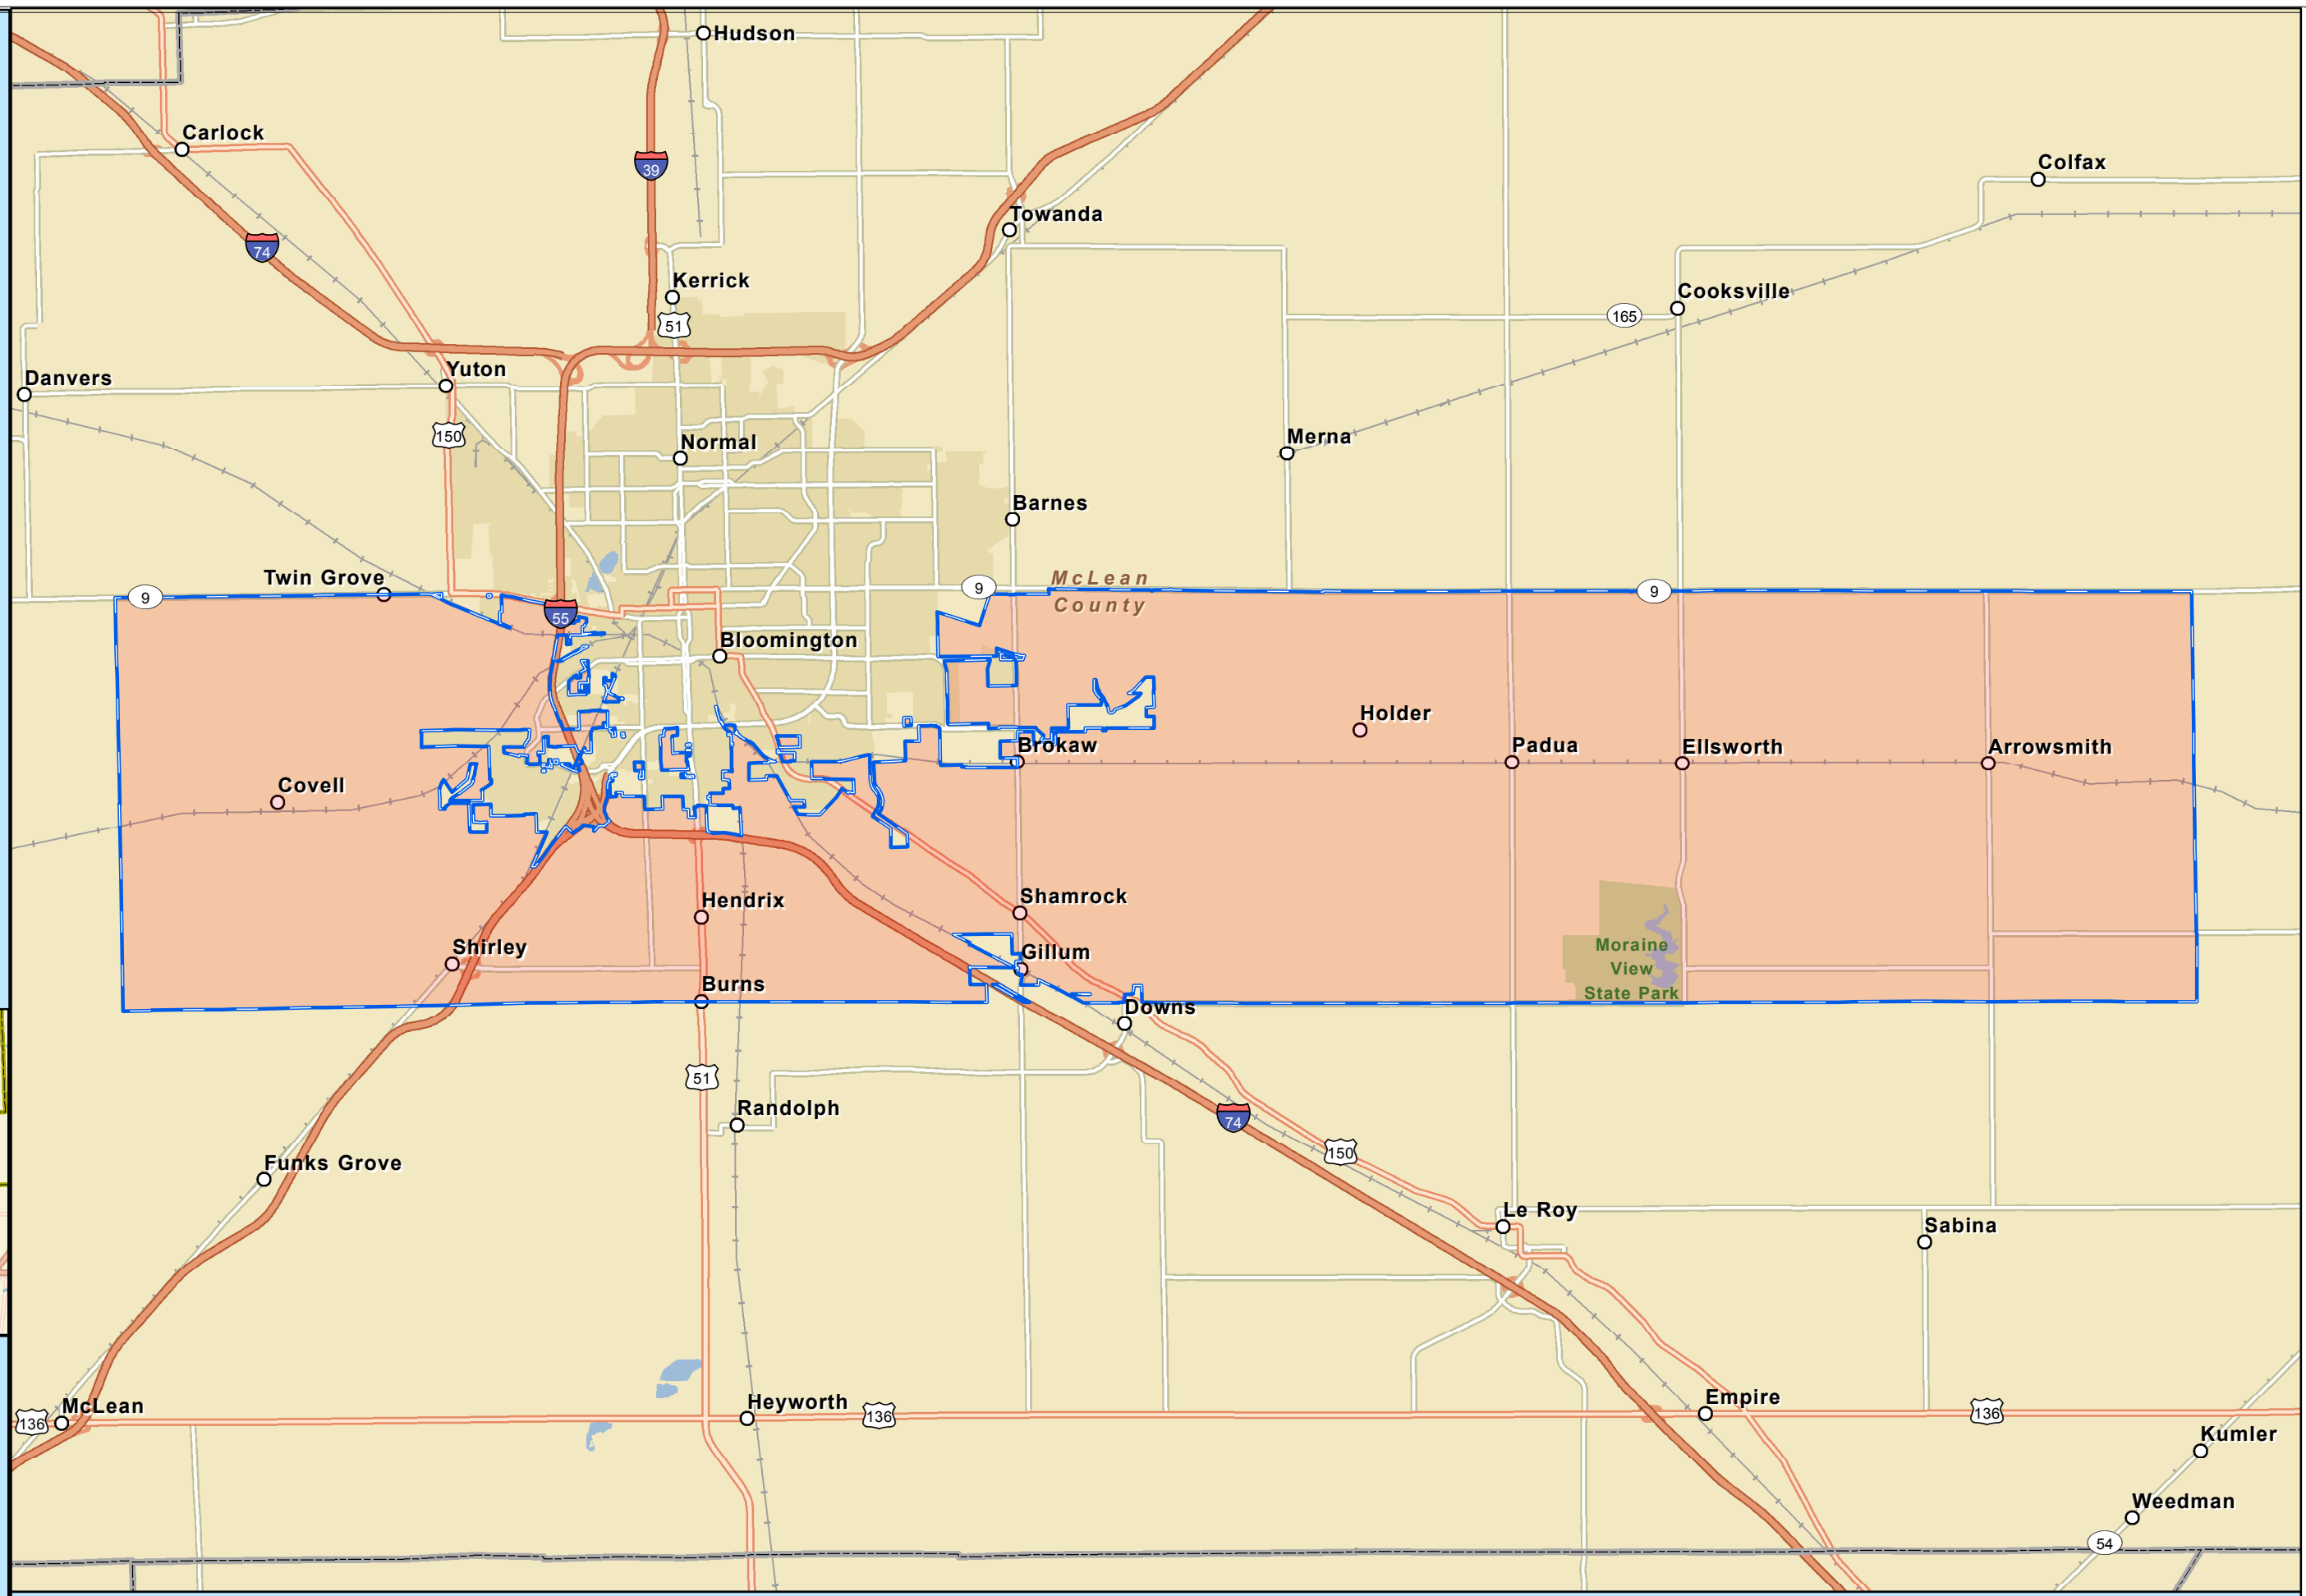 Hudson
Carlock
39
Colfax
Towanda
74
Kerrick
Cooksville
165
51
Yuton
Danvers
150
Merna
Normal
Barnes
Twin Grove
McLean
County
9
9
9
55
Bloomington
Holder
Brokaw
Padua
Ellsworth
Arrowsmith
Covell
Hendrix
Shamrock
Shirley
Gillum
Moraine
View
State Park
Burns
Downs
51
Randolph
74
150
Funks Grove
Le Roy
Sabina
McLean
136
Heyworth
136
Empire
136
Kumler
Weedman
54